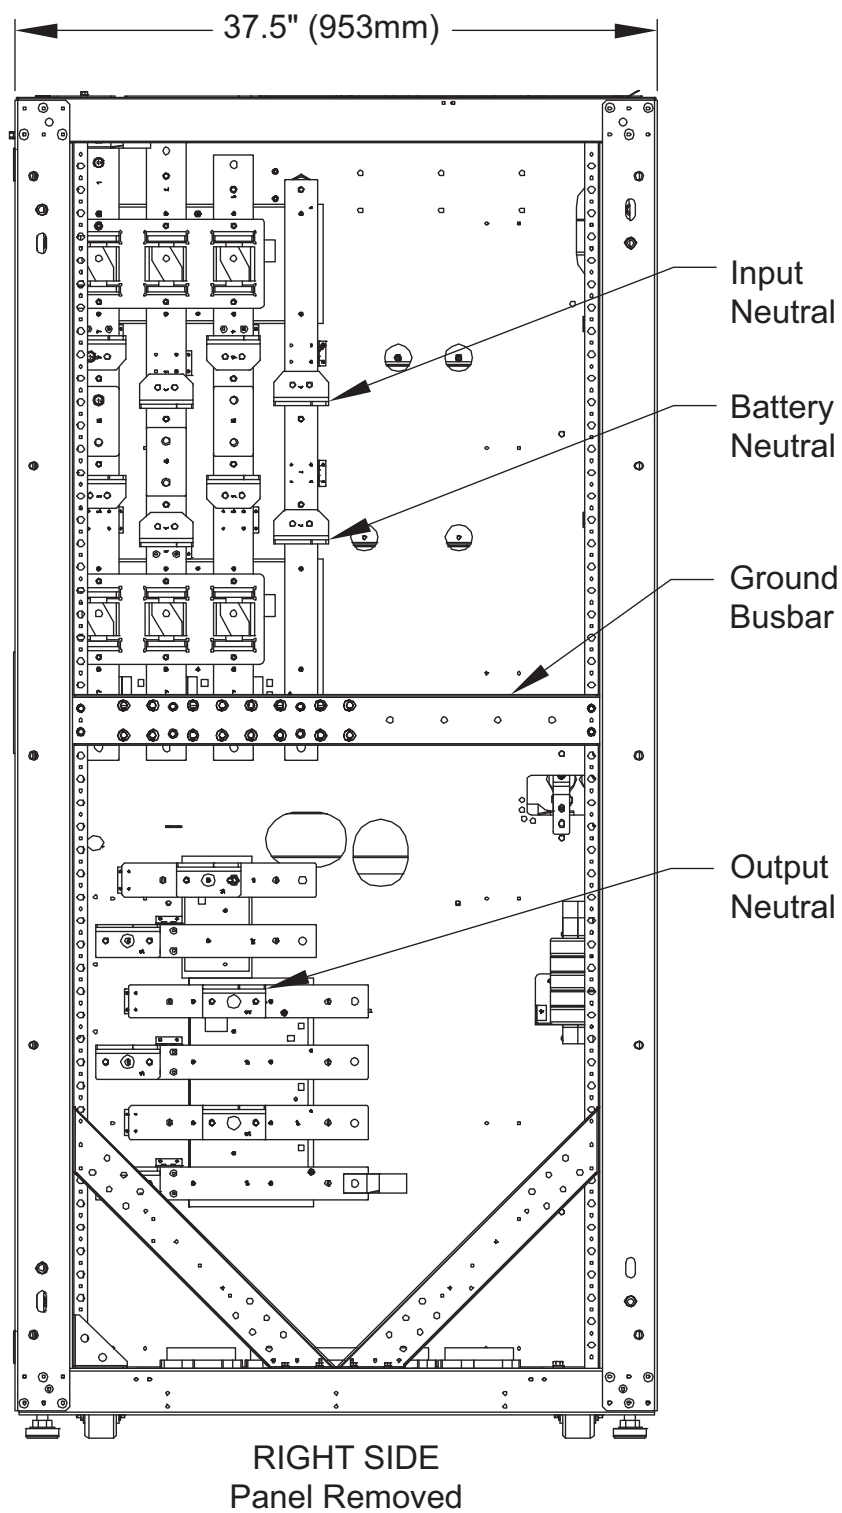 37.5" (953mm)
Input
Neutral
Battery
Neutral
Ground
Busbar
Output
Neutral
RIGHT SIDE
Panel Removed